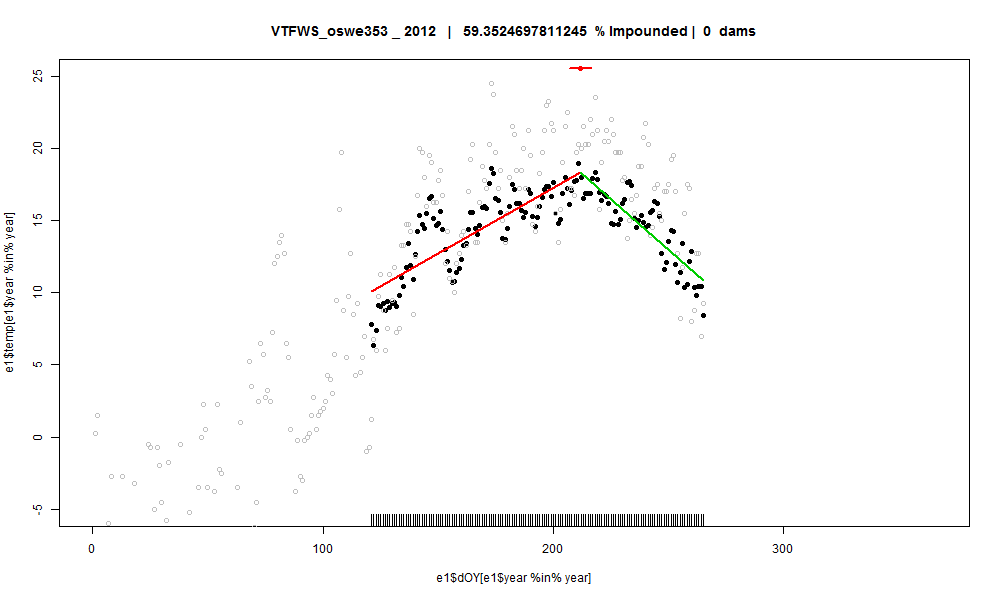 VTFWS_oswe353 _ 2012 | 59.3524697811245 % Impounded | 0 dams
25
20
15
10
5
0
-5
e1$temp[e1$year %in% year]
0 100 200 300
e1$dOY[e1$year %in% year]